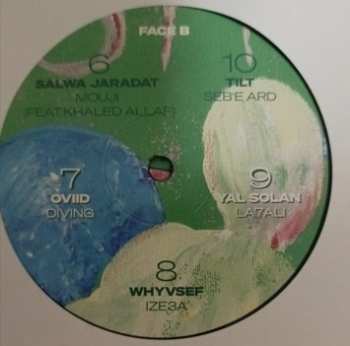 FACE B
6
SALWA JARADAT
MOUJI
(FEAT.KHALED ALLAF)
10
TILT
SEB'E ARD
7
OVIID
DIVING
9
YAL SOLAN
LA7ALI
8
WHYVSEF
IZE3A'